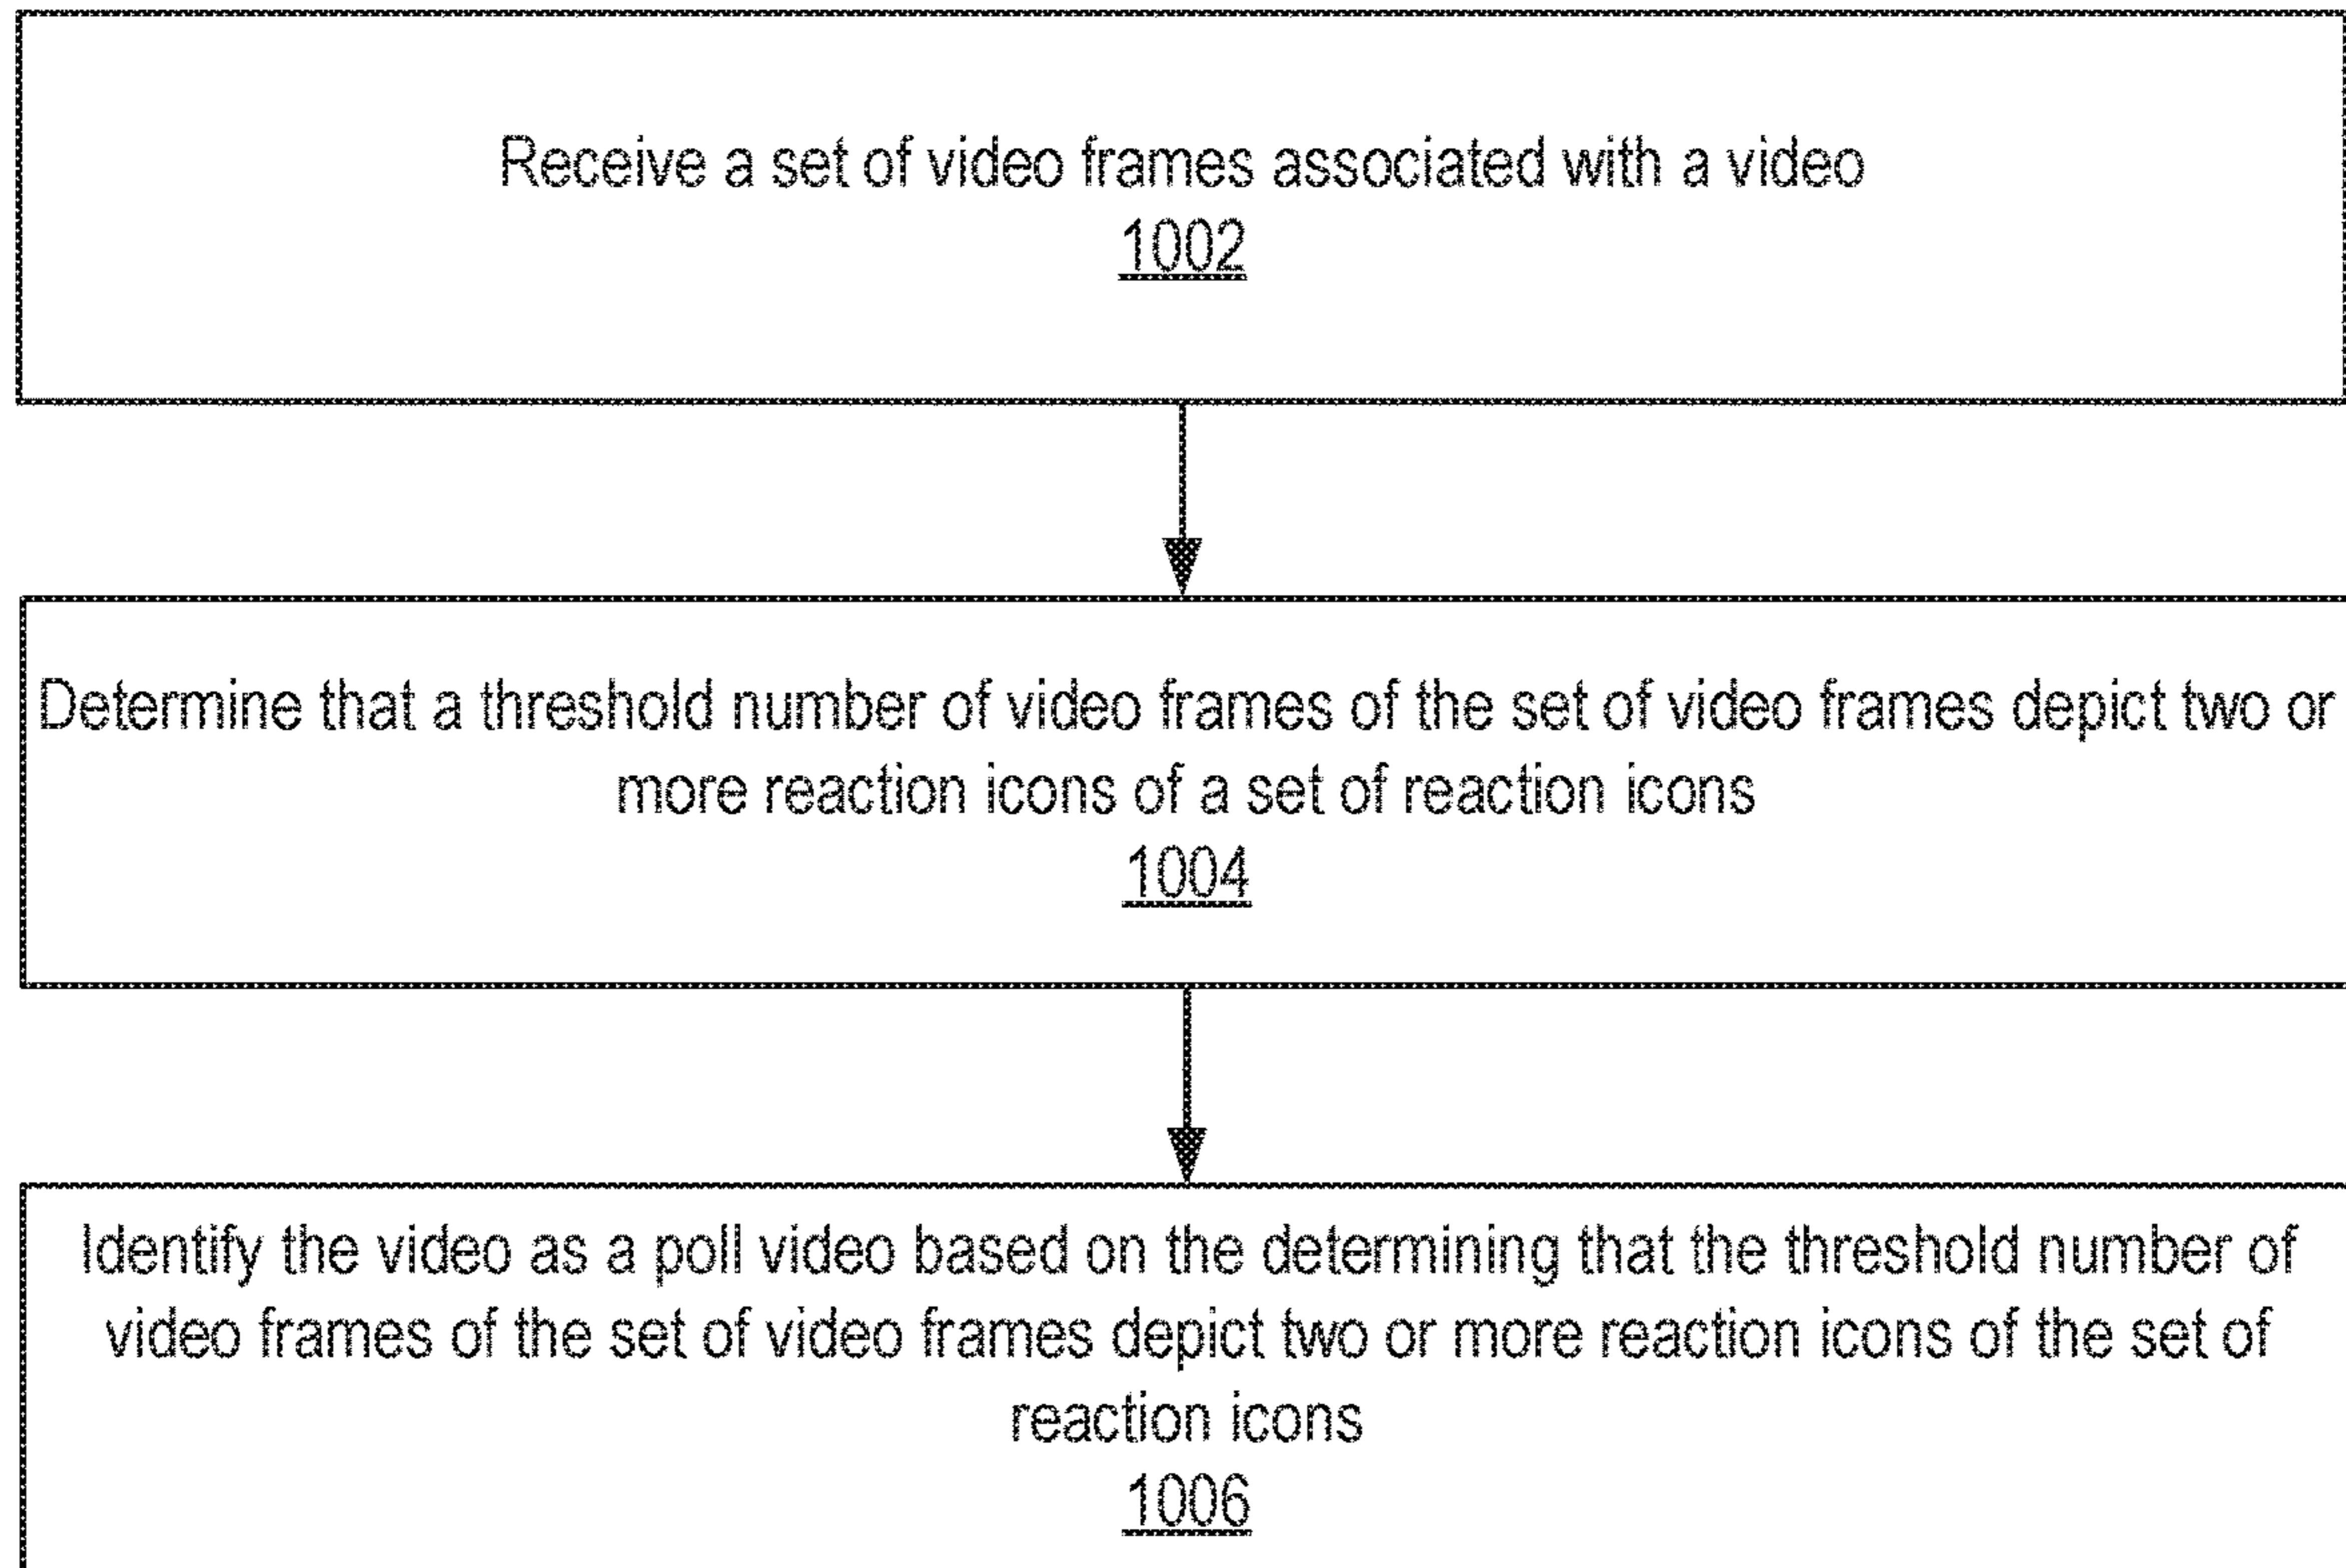 Receive a set of video frames associated with a video
1002
Determine that a threshold number of video frames of the set of video frames depict two or
more reaction icons of a set of reaction icons
1004
Identify the video as a poll video based on the determining that the threshold number of
video frames of the set of video frames depict two or more reaction icons of the set of
reaction icons
1006